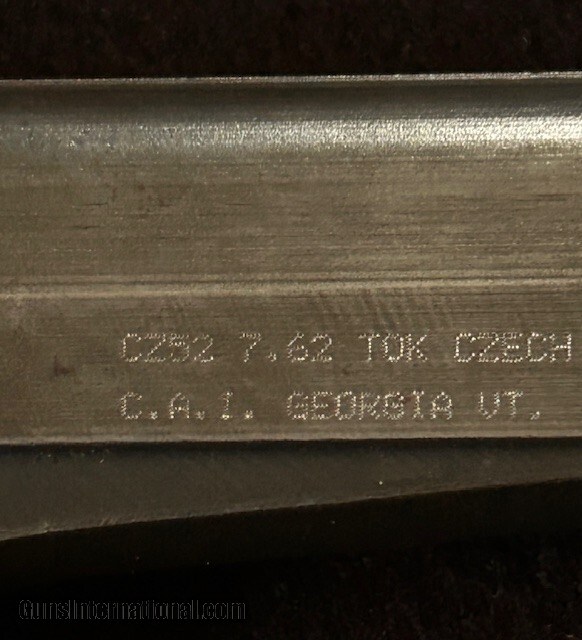 CZ52 7.62 TOK CZECH
C.A.I. GEORGIA VT.
GunsInternational.com